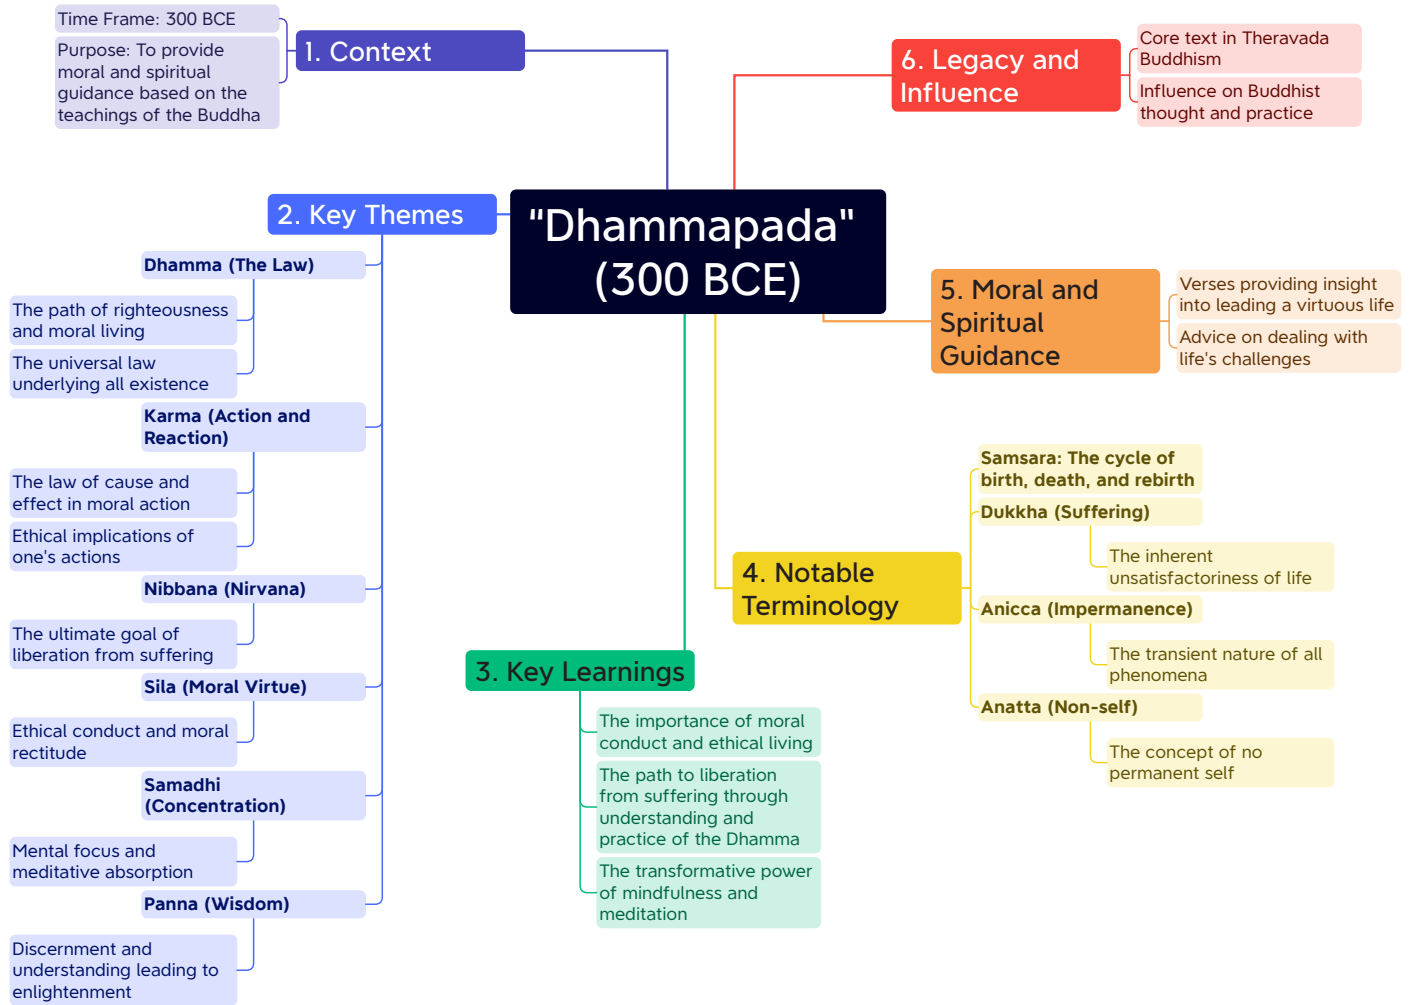 "Dhammapada"
(300 BCE)
1. Context
Time Frame: 300 BCE
Purpose: To provide
moral and spiritual
guidance based on the
teachings of the Buddha
2. Key Themes
Dhamma (The Law)
The path of righteousness
and moral living
The universal law
underlying all existence
Karma (Action and
Reaction)
The law of cause and
effect in moral action
Ethical implications of
one's actions
Nibbana (Nirvana)
The ultimate goal of
liberation from suffering
Sila (Moral Virtue)
Ethical conduct and moral
rectitude
Samadhi
(Concentration)
Mental focus and
meditative absorption
Panna (Wisdom)
Discernment and
understanding leading to
enlightenment
3. Key Learnings
The importance of moral
conduct and ethical living
The path to liberation
from suffering through
understanding and
practice of the Dhamma
The transformative power
of mindfulness and
meditation
4. Notable
Terminology
Samsara: The cycle of
birth, death, and rebirth
Dukkha (Suffering)
The inherent
unsatisfactoriness of life
Anicca (Impermanence)
The transient nature of all
phenomena
Anatta (Non-self)
The concept of no
permanent self
5. Moral and
Spiritual
Guidance
Verses providing insight
into leading a virtuous life
Advice on dealing with
life's challenges
6. Legacy and
Influence
Core text in Theravada
Buddhism
Influence on Buddhist
thought and practice